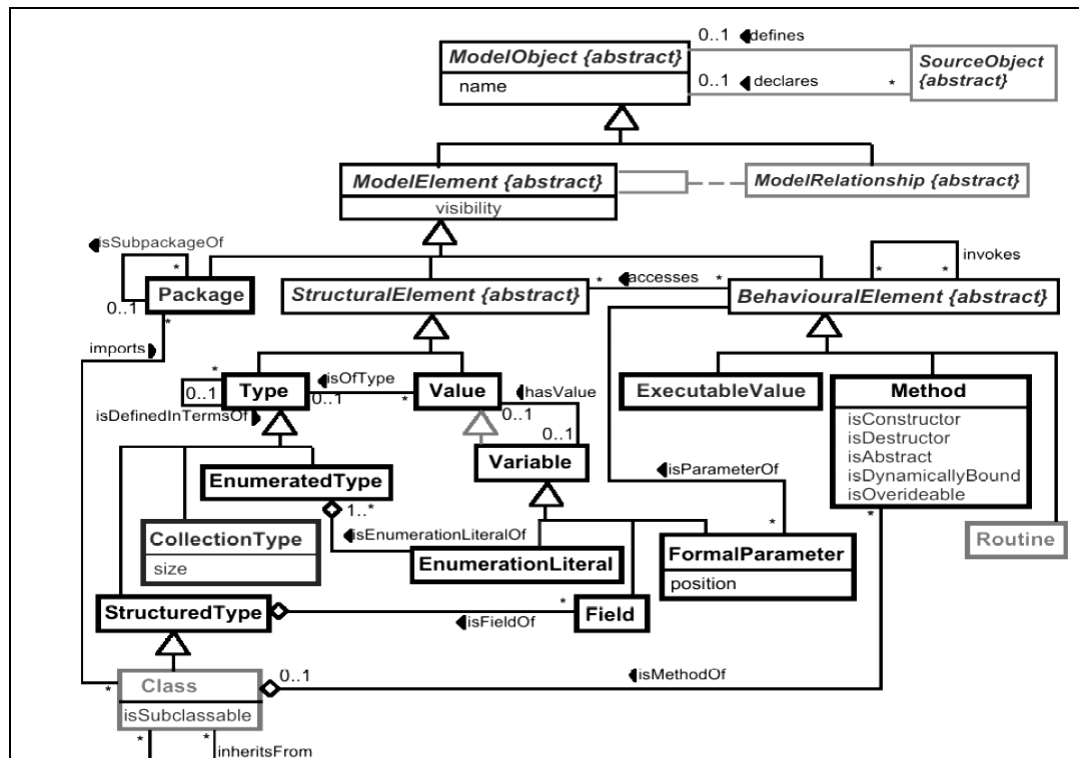 0..1 defines
ModelObject {abstract}
SourceObject
{abstract}
name
0..1 declares *
ModelElement {abstract}
ModelRelationship {abstract}
visibility
isSubpackageOf
*
invokes
* *
0..1
Package
StructuralElement {abstract}
* accesses *
BehaviouralElement {abstract}
*
imports
*
0..1
Type
isOfType
0..1 *
Value
hasValue
0..1
0..1
isDefinedInTermsOf
ExecutableValue
Method
isConstructor
isDestructor
isAbstract
isDynamicallyBound
isOverideable
*
Variable
EnumeratedType
1..*
isParameterOf
*
CollectionType
size
isEnumerationLiteralOf
EnumerationLiteral
FormalParameter
position
Routine
StructuredType
*
isFieldOf
Field
*
Class
0..1
isMethodOf
isSubclassable
* *
inheritsFrom